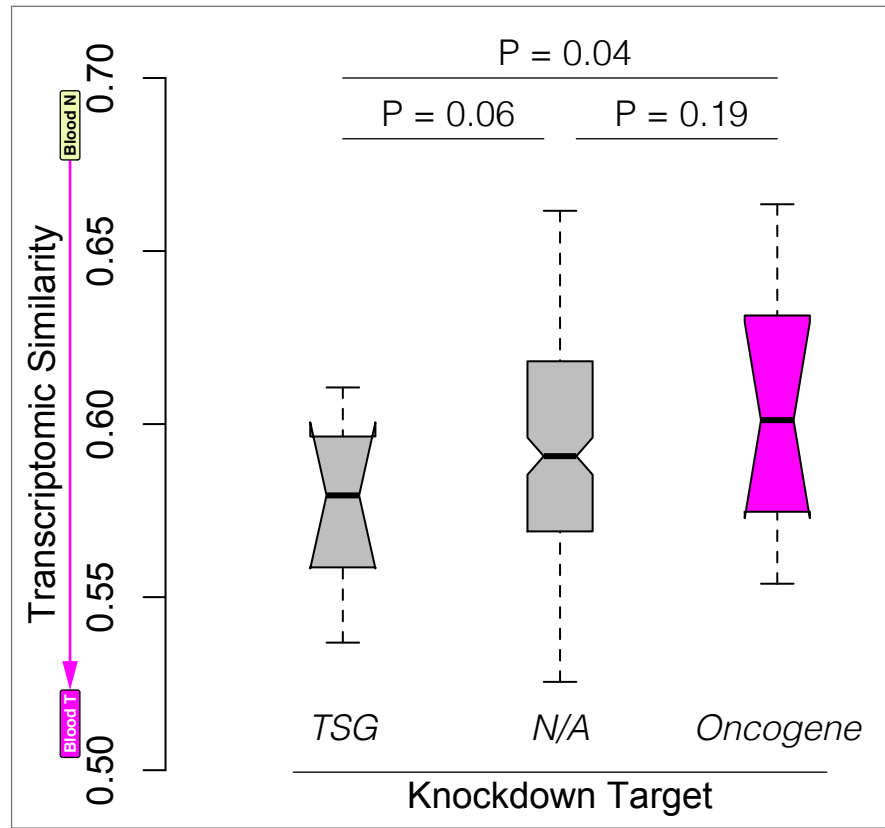 P = 0.04
P = 0.06
P = 0.19
Transcriptomic Similarity
Blood N
Blood T
0.70
0.65
0.60
0.55
0.50
TSG
N/A
Oncogene
Knockdown Target